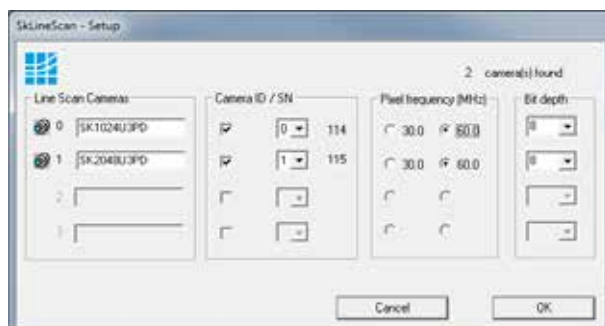 SkLineScan - Setup
2 camera(s) found
Line Scan Cameras Camera ID / SN Pixel frequency (MHz) Bit depth
0 SK1024U3PD 0 114 30.0 60.0 8
1 SK2048U3PD 1 115 30.0 60.0 8
2
3
Cancel OK